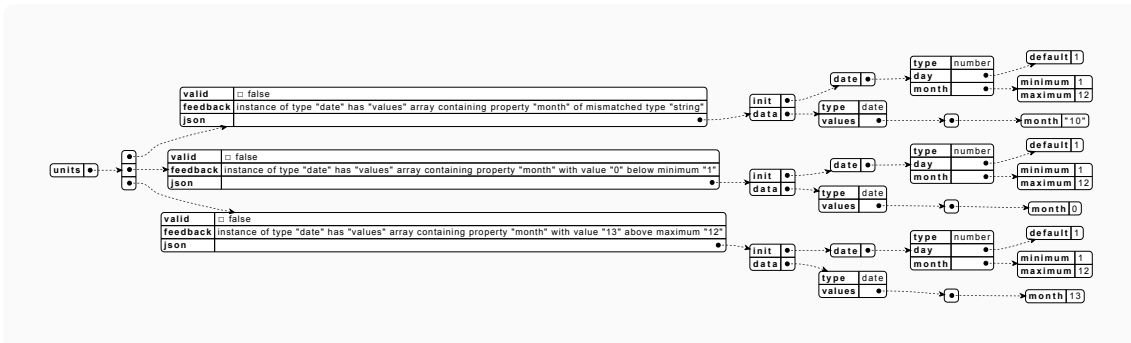 units
valid □ false
feedback instance of type "date" has "values" array containing property "month" of mismatched type "string"
json
init
data
date
type number
day
month
default 1
minimum 1
maximum 12
type date
values
month "10"
valid □ false
feedback instance of type "date" has "values" array containing property "month" with value "0" below minimum "1"
json
init
data
date
type number
day
month
default 1
minimum 1
maximum 12
type date
values
month 0
valid □ false
feedback instance of type "date" has "values" array containing property "month" with value "13" above maximum "12"
json
init
data
date
type number
day
month
default 1
minimum 1
maximum 12
type date
values
month 13